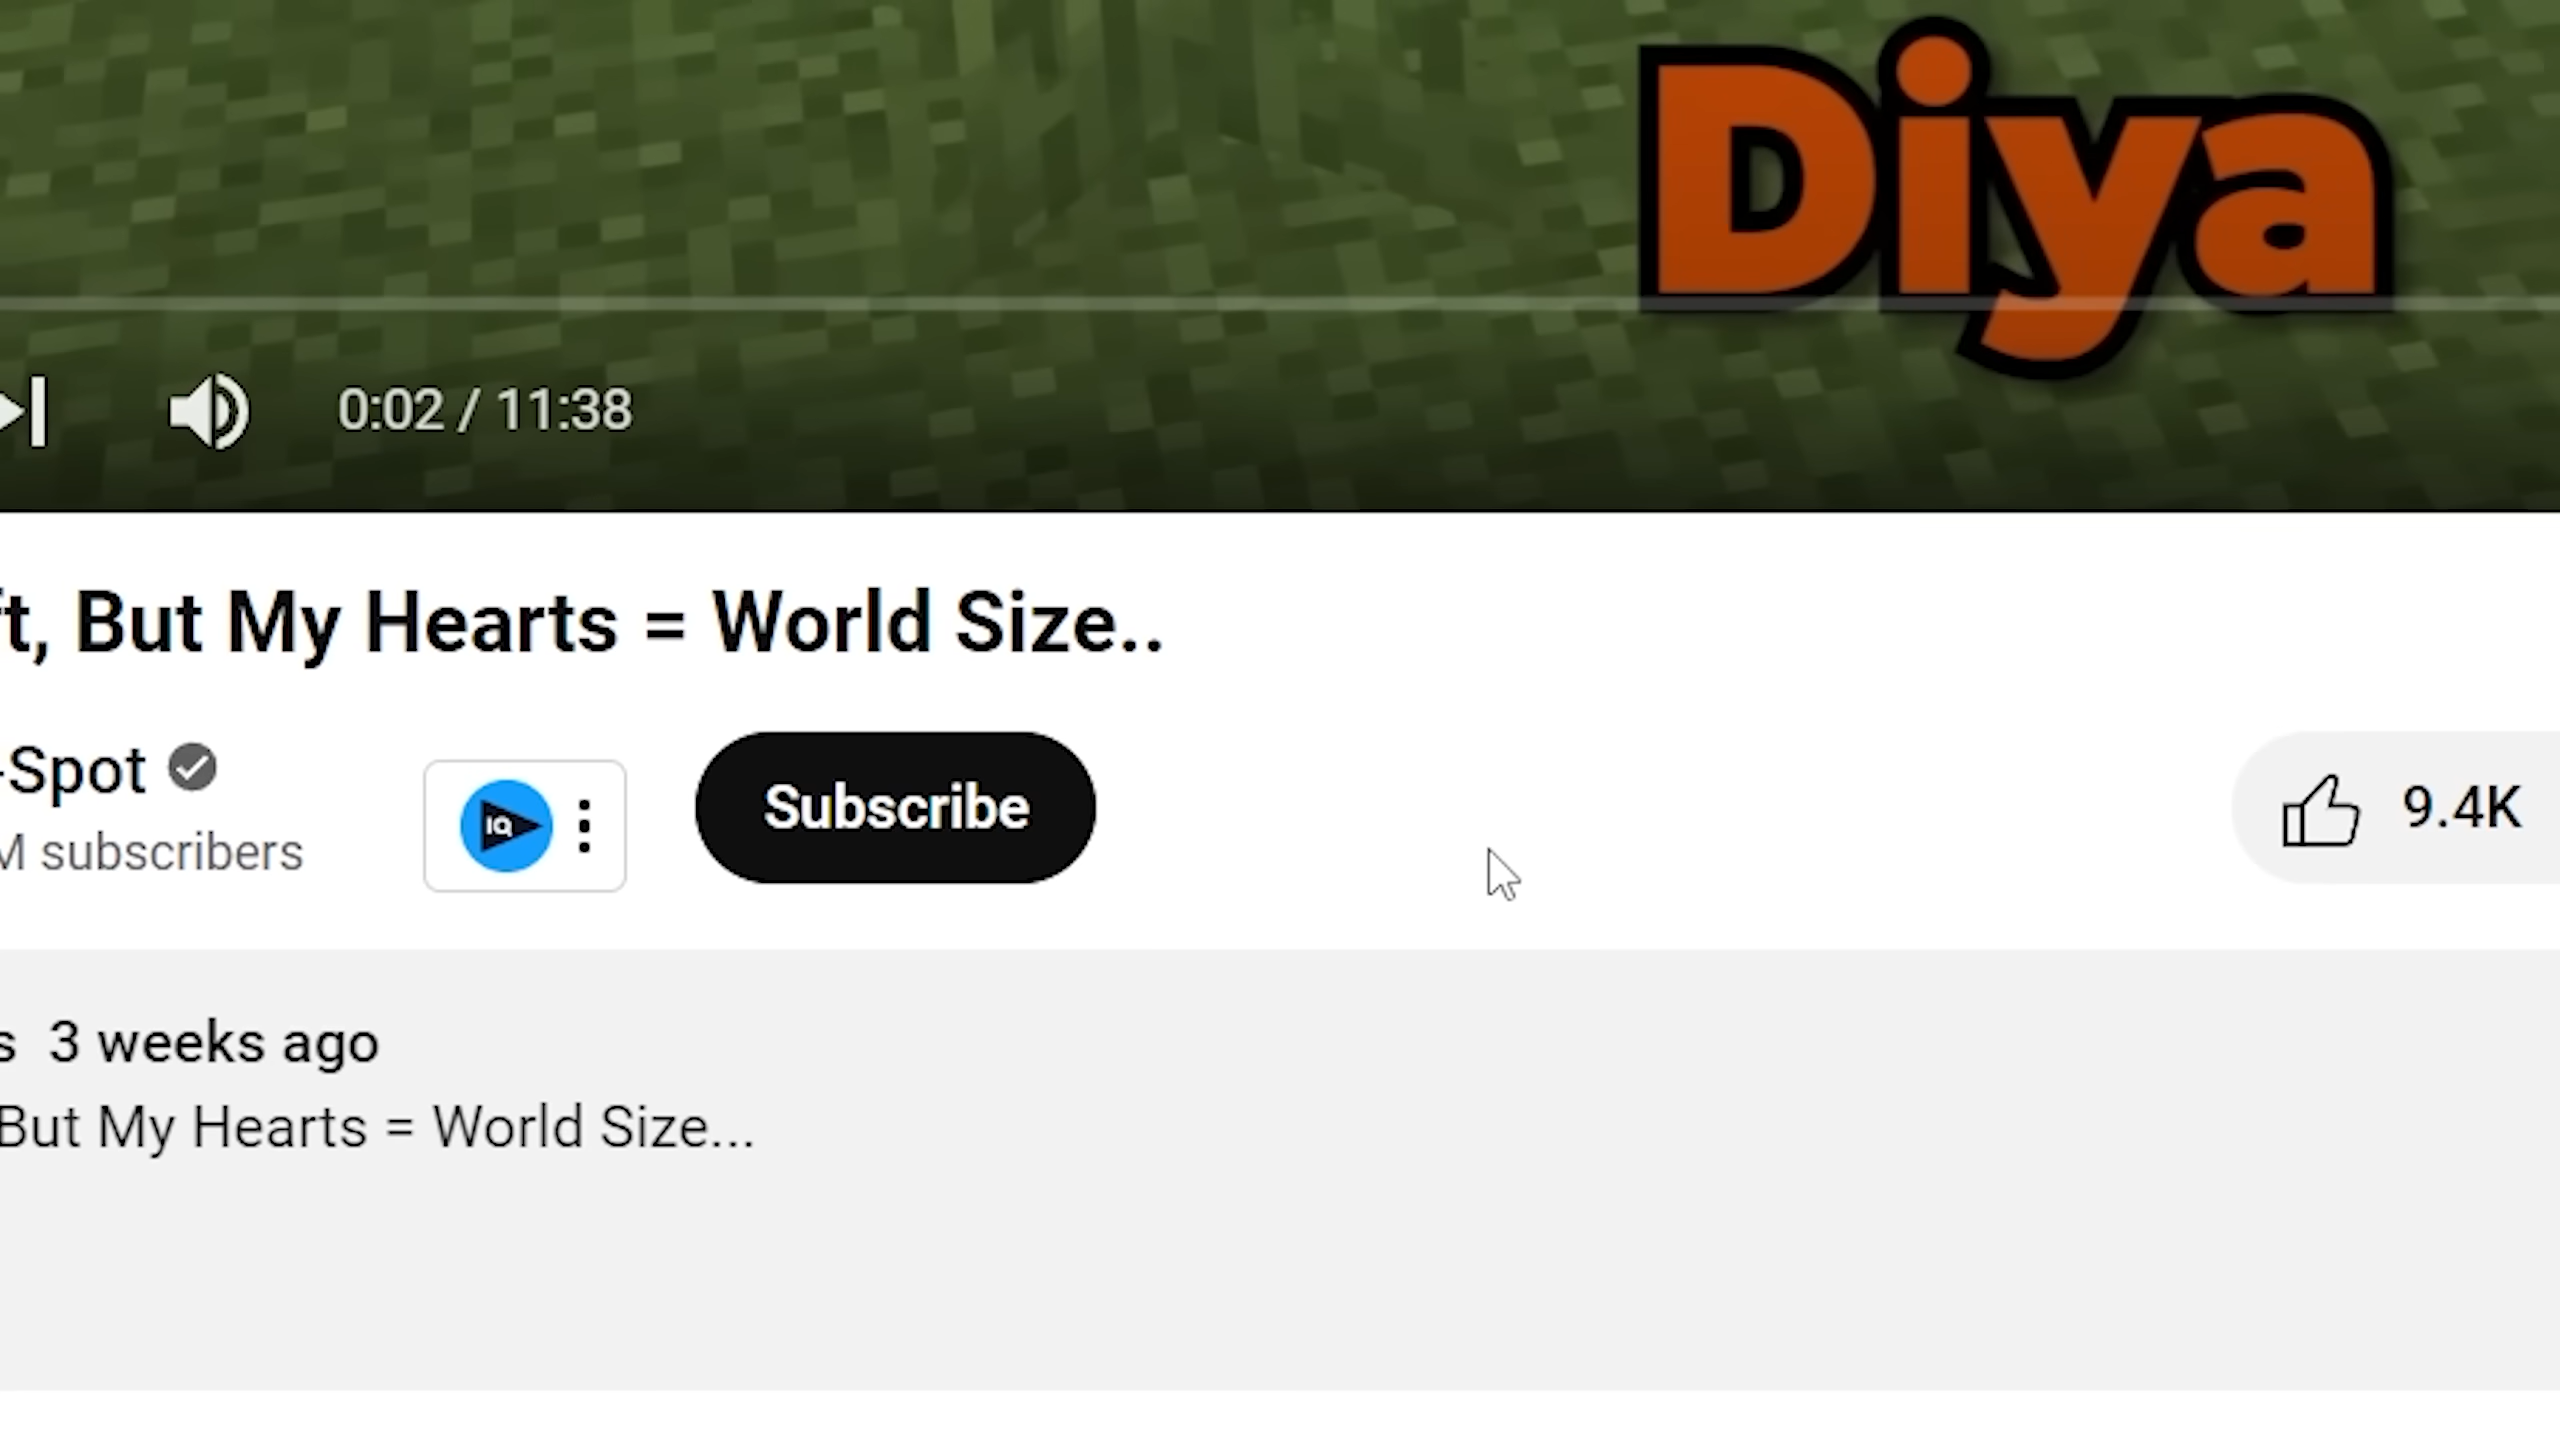 Diya
0:02 / 11:38
ft, But My Hearts = World Size..
-Spot
M subscribers
IQ
Subscribe
9.4K
s 3 weeks ago
But My Hearts = World Size...